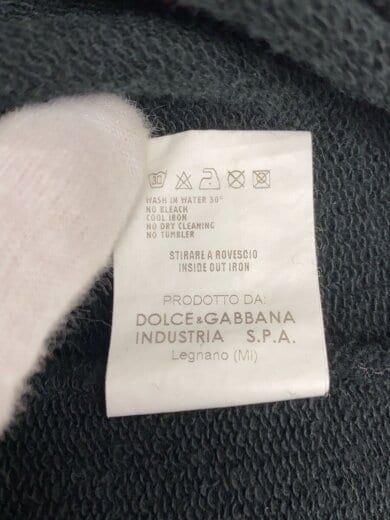 30
WASH IN WATER 30°
NO BLEACH
COOL IRON
NO DRY CLEANING
NO TUMBLER
STIRARE A ROVESCIO
INSIDE OUT IRON
PRODOTTO DA:
DOLCE&GABBANA
INDUSTRIA S.P.A.
Legnano (MI)